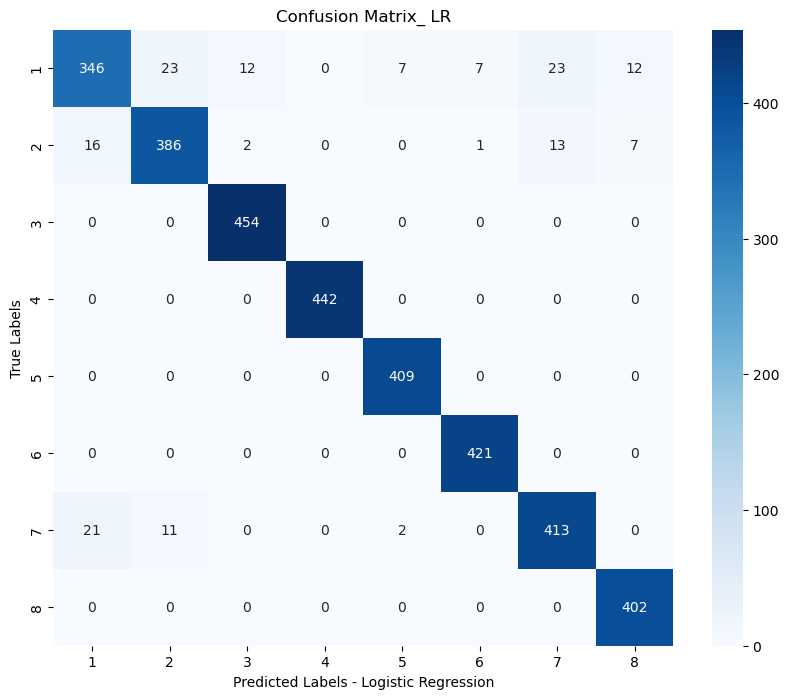 Confusion Matrix_ LR
1 346 23 12 0 7 7 23 12
2 16 386 2 0 0 1 13 7
3 0 0 454 0 0 0 0 0
4 0 0 0 442 0 0 0 0
5 0 0 0 0 409 0 0 0
6 0 0 0 0 0 421 0 0
7 21 11 0 0 2 0 413 0
8 0 0 0 0 0 0 0 402
1 2 3 4 5 6 7 8
True Labels
Predicted Labels - Logistic Regression
400
300
200
100
0